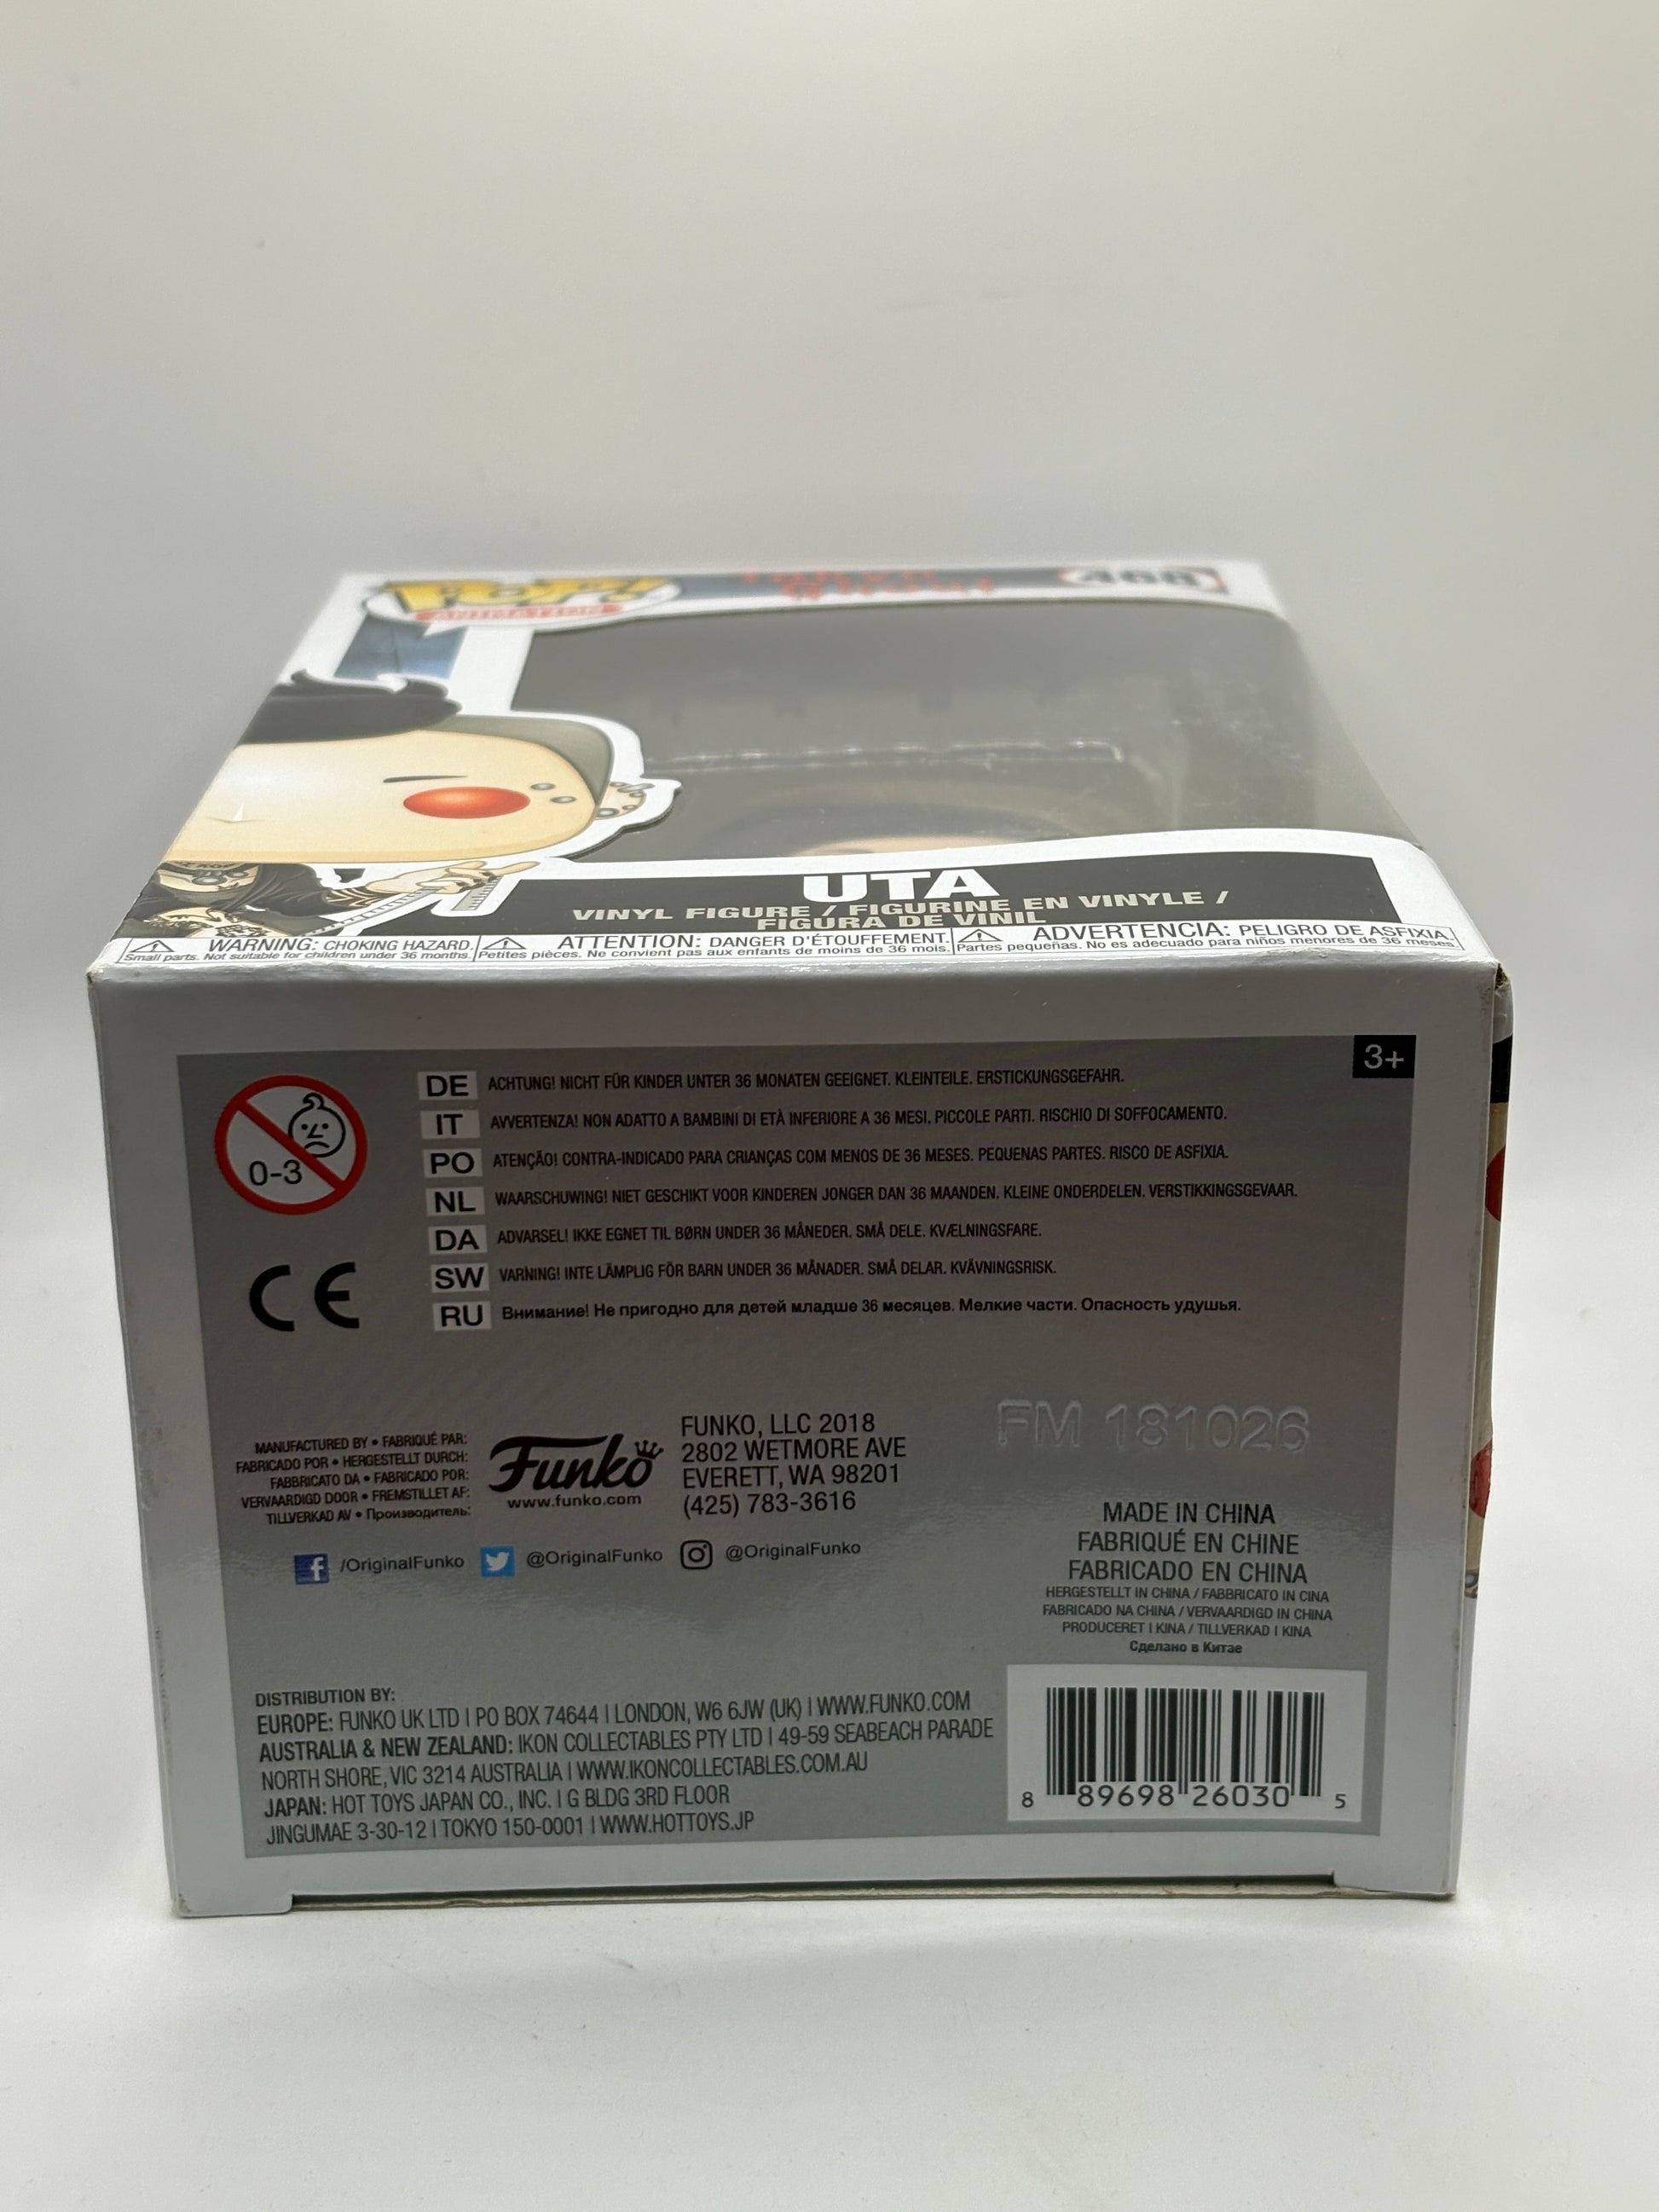 POP!
ANIMATION
468
UTA
VINYL FIGURE / FIGURINE EN VINYLE /
FIGURA DE VINIL
WARNING: CHOKING HAZARD.
Small parts. Not suitable for children under 36 months.
ATTENTION: DANGER D'ÉTOUFFEMENT.
Petites pièces. Ne convient pas aux enfants de moins de 36 mois.
ADVERTENCIA: PELIGRO DE ASFIXIA.
Partes pequeñas. No es adecuado para niños menores de 36 meses.
3+
0-3
DE ACHTUNG! NICHT FÜR KINDER UNTER 36 MONATEN GEEIGNET. KLEINTEILE. ERSTICKUNGSGEFAHR.
IT AVVERTENZA! NON ADATTO A BAMBINI DI ETÀ INFERIORE A 36 MESI. PICCOLE PARTI. RISCHIO DI SOFFOCAMENTO.
PO ATENÇÃO! CONTRA-INDICADO PARA CRIANÇAS COM MENOS DE 36 MESES. PEQUENAS PARTES. RISCO DE ASFIXIA.
NL WAARSCHUWING! NIET GESCHIKT VOOR KINDEREN JONGER DAN 36 MAANDEN. KLEINE ONDERDELEN. VERSTIKKINGSGEVAAR.
DA ADVARSEL! IKKE EGNET TIL BØRN UNDER 36 MÅNEDER. SMÅ DELE. KVÆLNINGSFARE.
SW VARNING! INTE LÄMPLIG FÖR BARN UNDER 36 MÅNADER. SMÅ DELAR. KVÄVNINGSRISK.
RU Внимание! Не пригодно для детей младше 36 месяцев. Мелкие части. Опасность удушья.
CE
MANUFACTURED BY • FABRIQUÉ PAR:
FABRICADO POR • HERGESTELLT DURCH:
FABBRICATO DA • FABRICADO POR:
VERVAARDIGD DOOR • FREMSTILLET AF:
TILLVERKAD AV • Производитель:
Funko
www.funko.com
FUNKO, LLC 2018
2802 WETMORE AVE
EVERETT, WA 98201
(425) 783-3616
/OriginalFunko @OriginalFunko @OriginalFunko
FM 181026
MADE IN CHINA
FABRIQUÉ EN CHINE
FABRICADO EN CHINA
HERGESTELLT IN CHINA / FABBRICATO IN CINA
FABRICADO NA CHINA / VERVAARDIGD IN CHINA
PRODUCERET I KINA / TILLVERKAD I KINA
Сделано в Китае
DISTRIBUTION BY:
EUROPE: FUNKO UK LTD | PO BOX 74644 | LONDON, W6 6JW (UK) | WWW.FUNKO.COM
AUSTRALIA & NEW ZEALAND: IKON COLLECTABLES PTY LTD | 49-59 SEABEACH PARADE
NORTH SHORE, VIC 3214 AUSTRALIA | WWW.IKONCOLLECTABLES.COM.AU
JAPAN: HOT TOYS JAPAN CO., INC. | G BLDG 3RD FLOOR
JINGUMAE 3-30-12 | TOKYO 150-0001 | WWW.HOTTOYS.JP
8 89698 26030 5